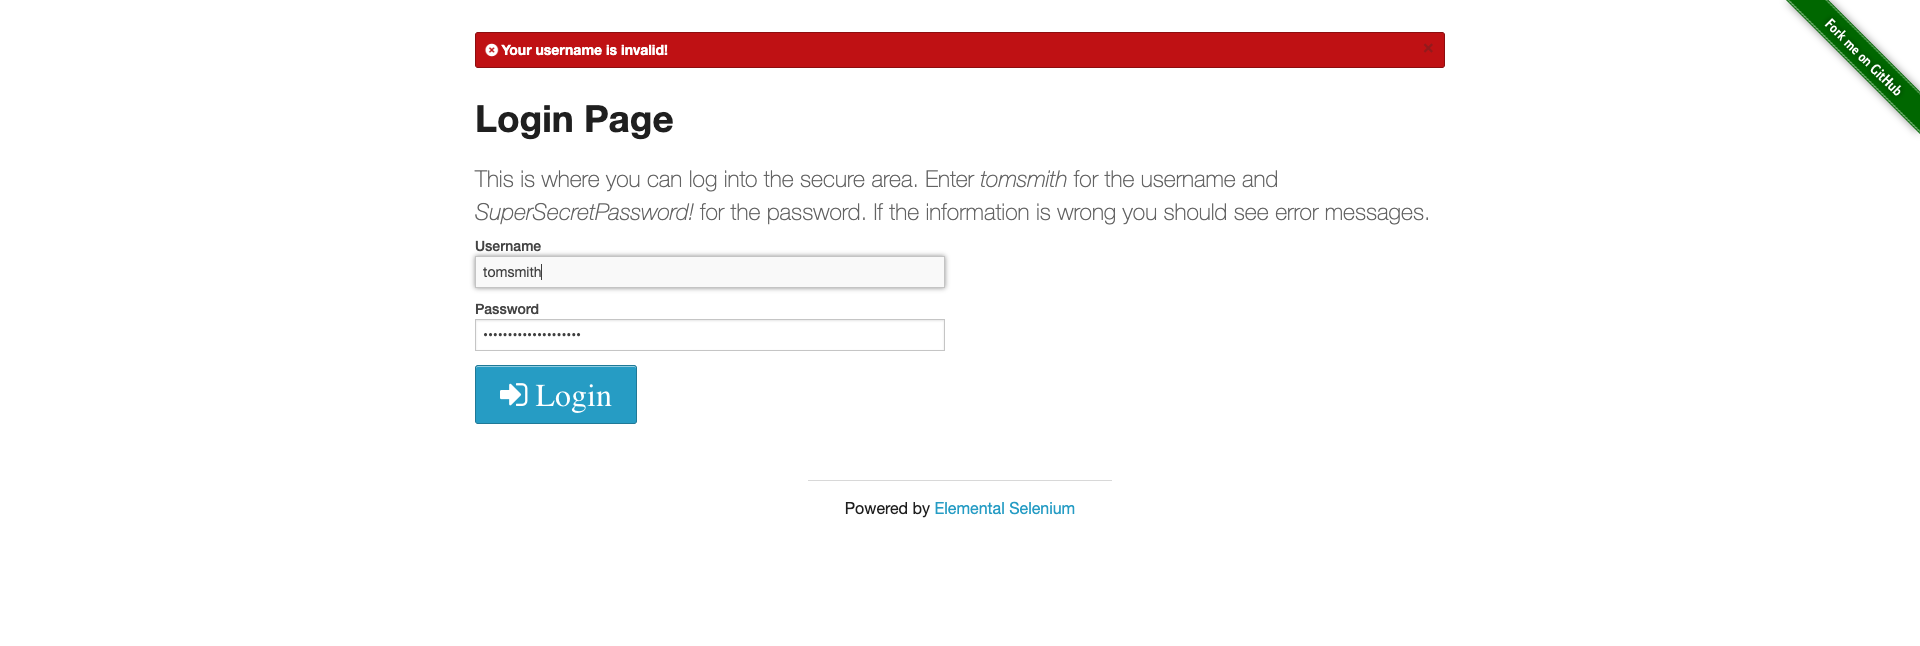 Your username is invalid!
×
Fork me on GitHub
Login Page
This is where you can log into the secure area. Enter tomsmith for the username and
SuperSecretPassword! for the password. If the information is wrong you should see error messages.
Username
tomsmith
Password
••••••••••••••••••••
Login
Powered by Elemental Selenium